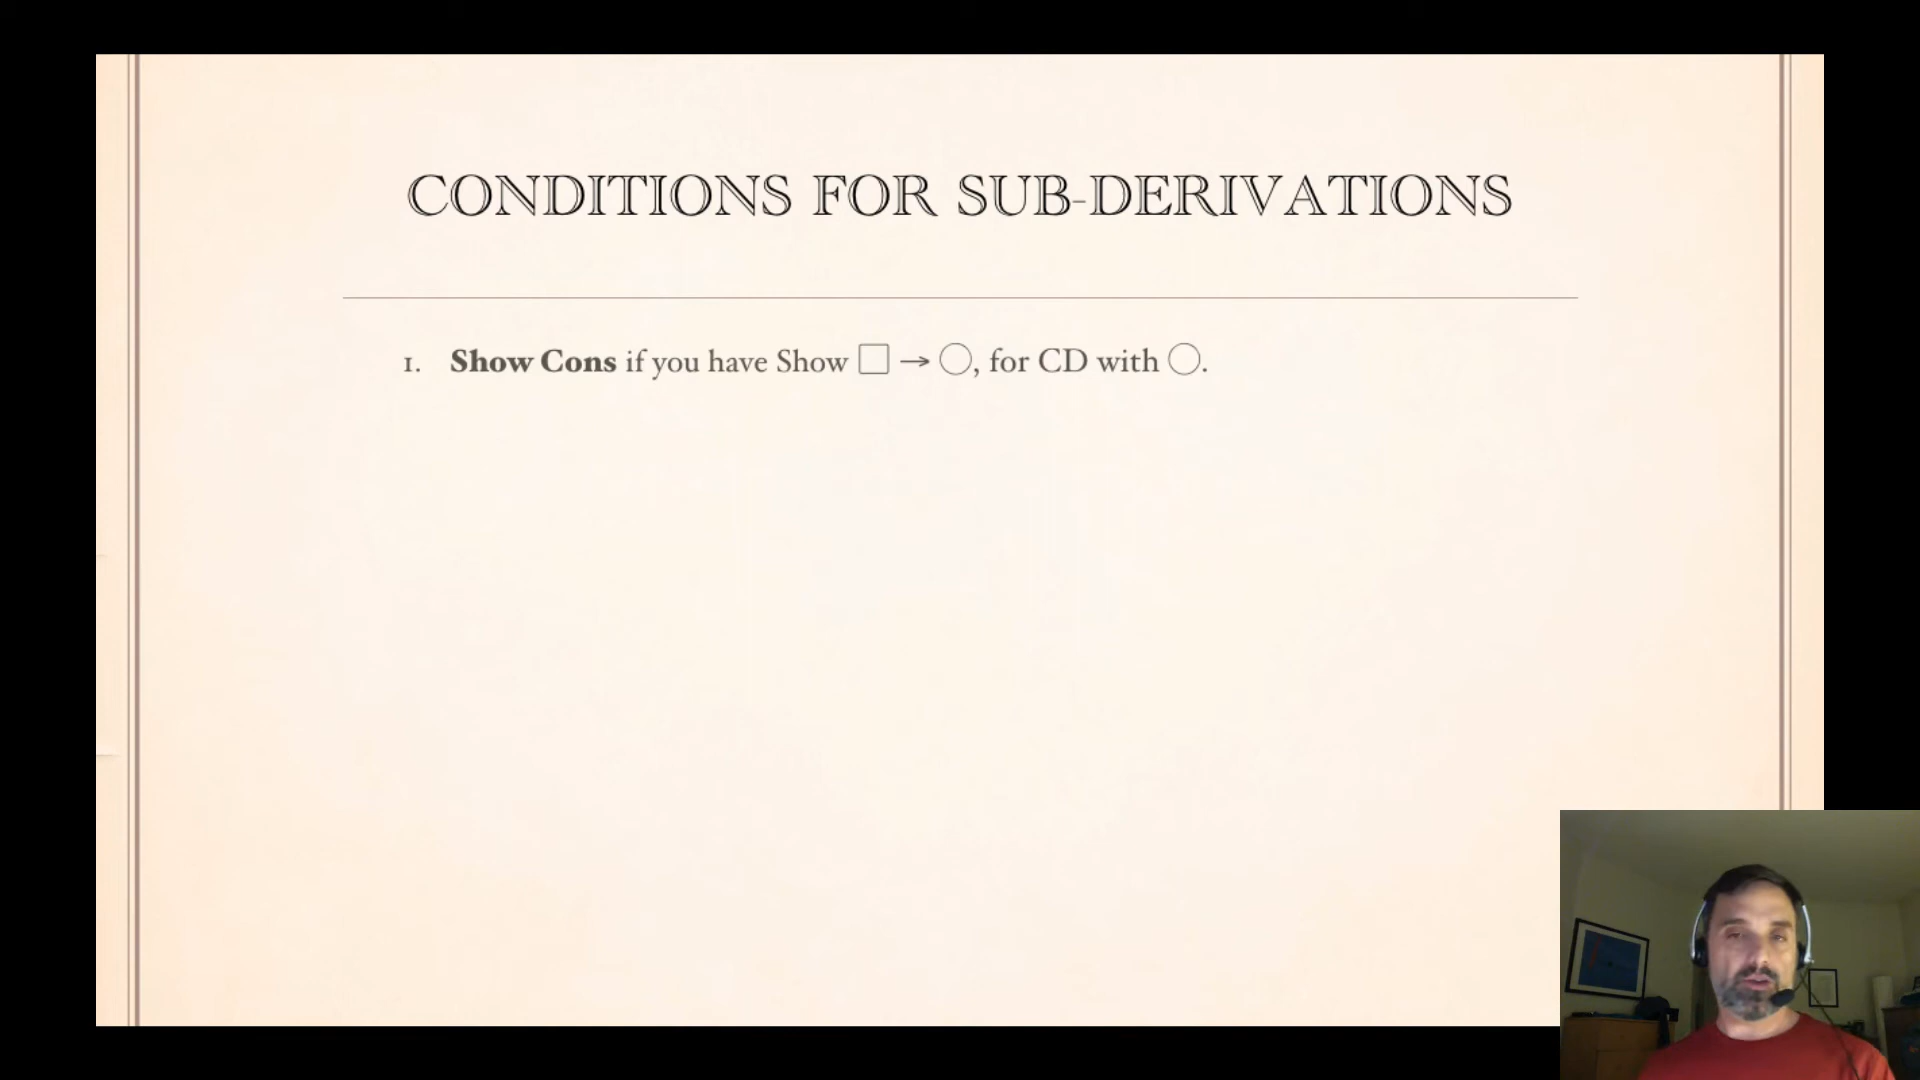 CONDITIONS FOR SUB-DERIVATIONS
1. Show Cons if you have Show □ → ○, for CD with ○.